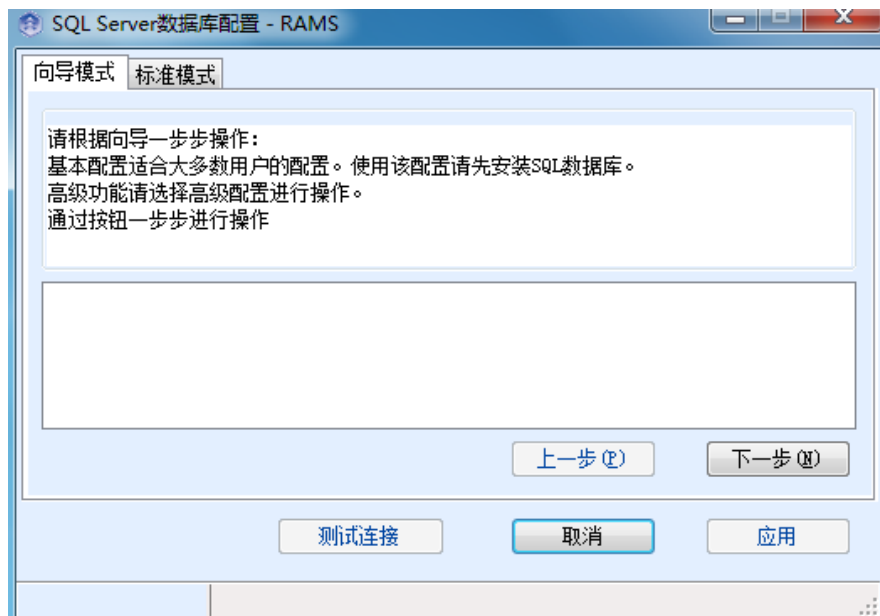 SQL Server数据库配置 - RAMS
向导模式
标准模式
请根据向导一步步操作:
基本配置适合大多数用户的配置。使用该配置请先安装SQL数据库。
高级功能请选择高级配置进行操作。
通过按钮一步步进行操作
上一步(P)
下一步(N)
测试连接
取消
应用